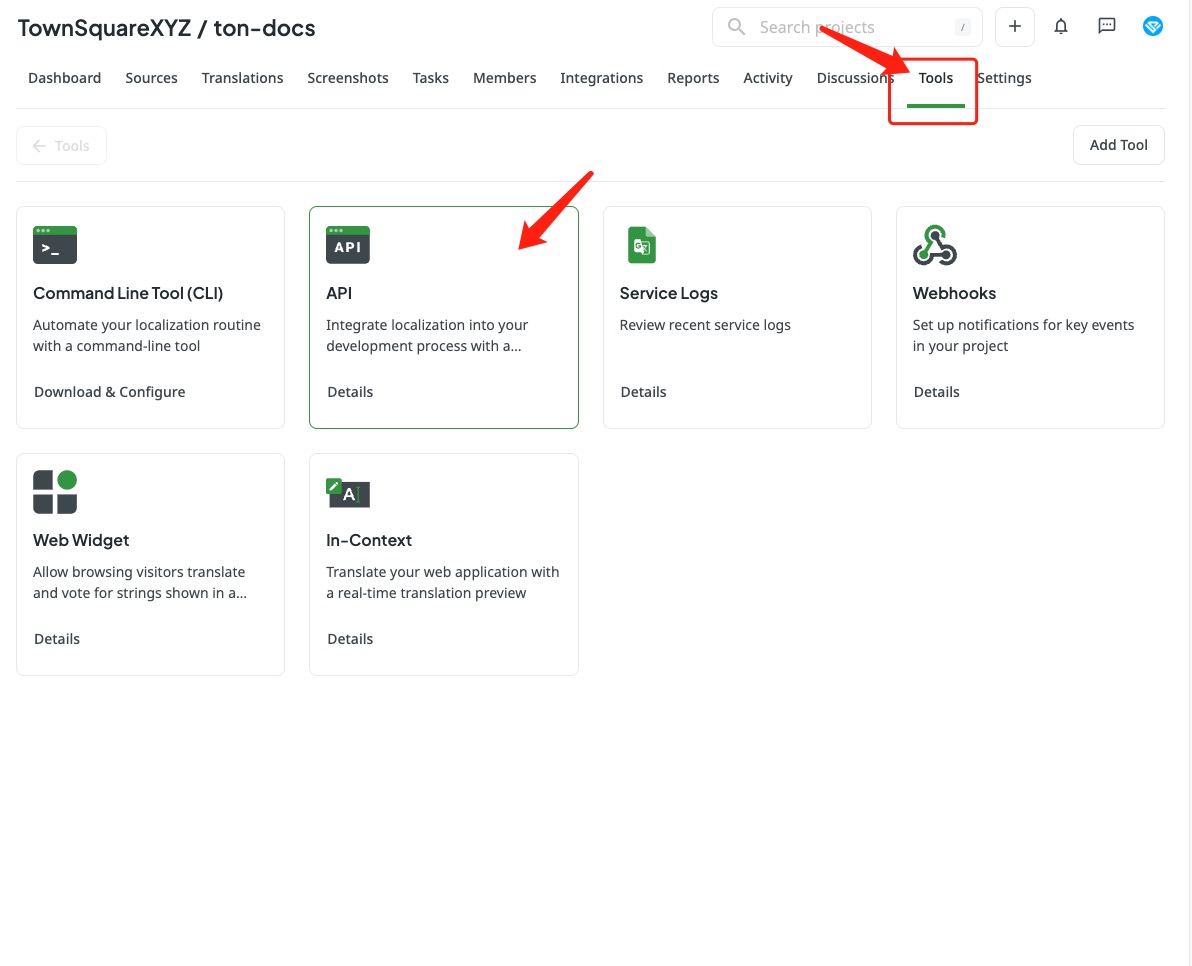 TownSquareXYZ / ton-docs
Search projects
/
Dashboard Sources Translations Screenshots Tasks Members Integrations Reports Activity Discussions Tools Settings
Tools
Add Tool
>_
Command Line Tool (CLI)
Automate your localization routine
with a command-line tool
Download & Configure
API
API
Integrate localization into your
development process with a...
Details
Service Logs
Review recent service logs
Details
Webhooks
Set up notifications for key events
in your project
Details
Web Widget
Allow browsing visitors translate
and vote for strings shown in a...
Details
A
In-Context
Translate your web application with
a real-time translation preview
Details